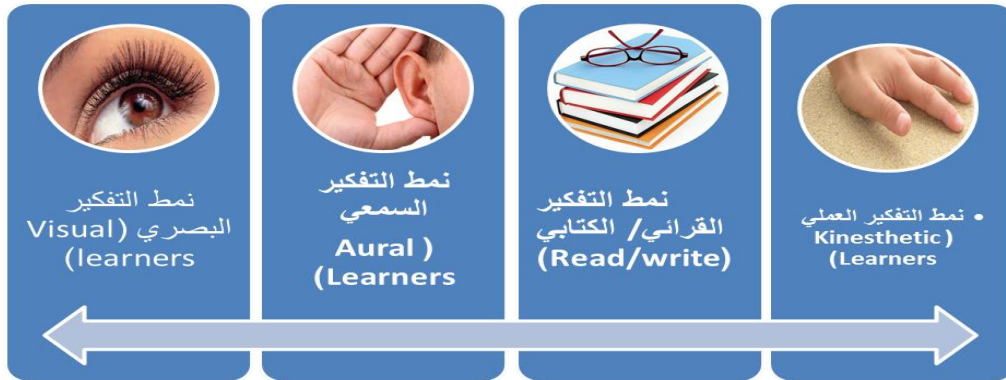 نمط التفكير
البصري (Visual
learners)
نمط التفكير
السمعي
(Aural
Learners)
نمط التفكير
القرائي/ الكتابي
(Read/write)
• نمط التفكير العملي
(Kinesthetic
Learners)